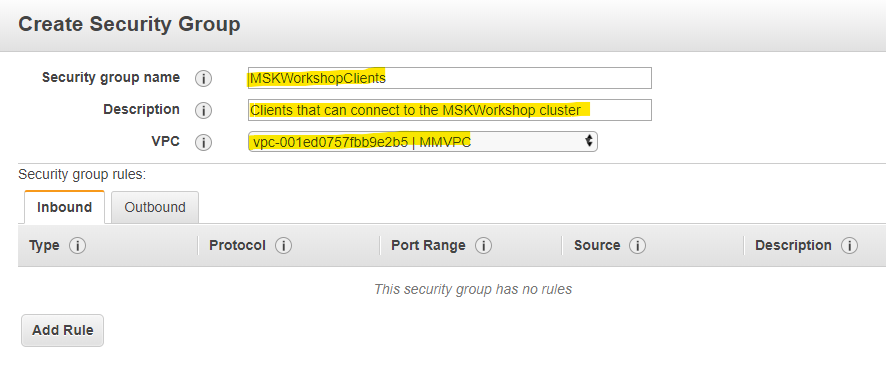 Create Security Group
Security group name i MSKWorkshopClients
Description i Clients that can connect to the MSKWorkshop cluster
VPC i vpc-001ed0757fbb9e2b5 | MMVPC
Security group rules:
Inbound Outbound
Type i Protocol i Port Range i Source i Description i
This security group has no rules
Add Rule